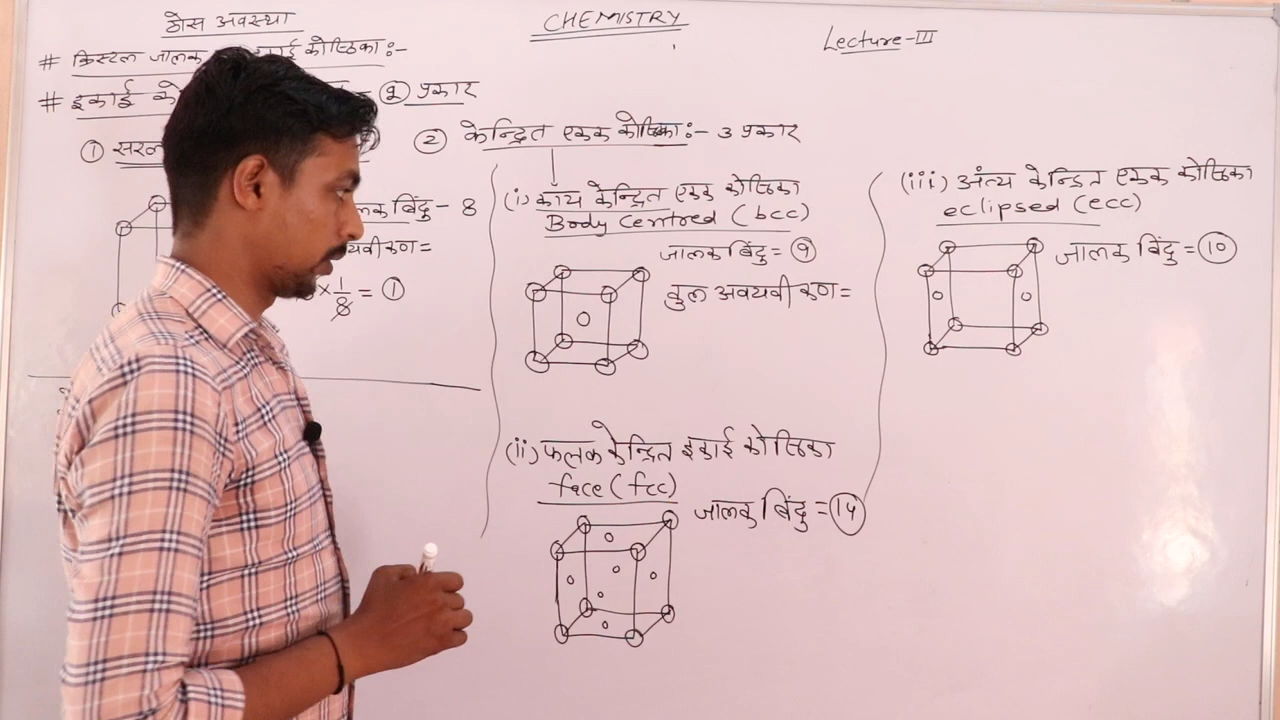 ठोस अवस्था
CHEMISTRY
Lecture-III
# क्रिस्टल जालक कोष्ठिका :-
# इकाई को ② प्रकार
① सरल
जालक बिंदु - 8
अवयवी कण =
× 1/8 = ①
② केन्द्रित एकक कोष्ठिका :- 3 प्रकार
(i) काय केन्द्रित एकक कोष्ठिका
Body Centred (bcc)
जालक बिंदु = ⑨
कुल अवयवी कण =
(ii) फलक केन्द्रित इकाई कोष्ठिका
face (fcc)
जालक बिंदु = ⑭
(iii) अंत्य केन्द्रित एकक कोष्ठिका
eclipsed (ecc)
जालक बिंदु = ⑩